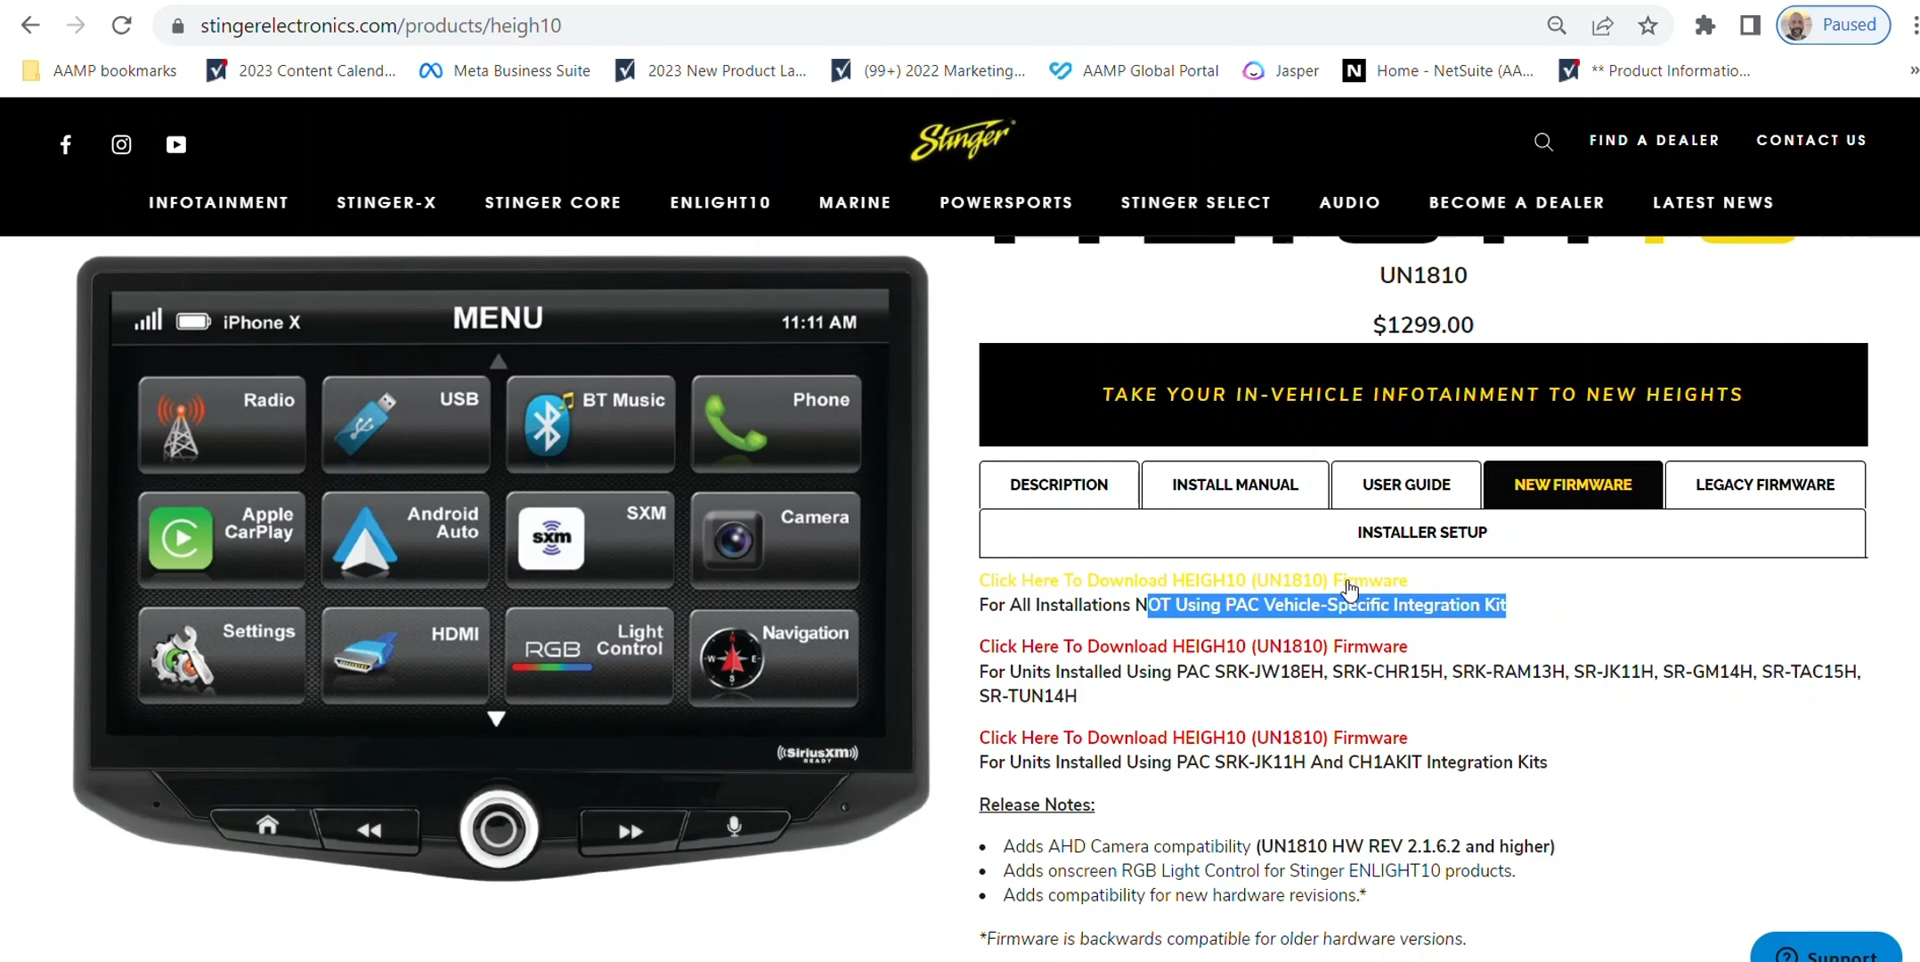 stingerelectronics.com/products/heigh10
Paused
AAMP bookmarks
2023 Content Calend...
Meta Business Suite
2023 New Product La...
(99+) 2022 Marketing...
AAMP Global Portal
Jasper
Home - NetSuite (AA...
** Product Informatio...
»
Stinger
FIND A DEALER
CONTACT US
INFOTAINMENT
STINGER-X
STINGER CORE
ENLIGHT10
MARINE
POWERSPORTS
STINGER SELECT
AUDIO
BECOME A DEALER
LATEST NEWS
iPhone X
MENU
11:11 AM
Radio
USB
BT Music
Phone
Apple
CarPlay
Android
Auto
SXM
sxm
Camera
Settings
HDMI
RGB
Light
Control
Navigation
W E
S
((SiriusXM))
READY
UN1810
$1299.00
TAKE YOUR IN-VEHICLE INFOTAINMENT TO NEW HEIGHTS
DESCRIPTION
INSTALL MANUAL
USER GUIDE
NEW FIRMWARE
LEGACY FIRMWARE
INSTALLER SETUP
Click Here To Download HEIGH10 (UN1810) Firmware
For All Installations NOT Using PAC Vehicle-Specific Integration Kit
Click Here To Download HEIGH10 (UN1810) Firmware
For Units Installed Using PAC SRK-JW18EH, SRK-CHR15H, SRK-RAM13H, SR-JK11H, SR-GM14H, SR-TAC15H,
SR-TUN14H
Click Here To Download HEIGH10 (UN1810) Firmware
For Units Installed Using PAC SRK-JK11H And CH1AKIT Integration Kits
Release Notes:
• Adds AHD Camera compatibility (UN1810 HW REV 2.1.6.2 and higher)
• Adds onscreen RGB Light Control for Stinger ENLIGHT10 products.
• Adds compatibility for new hardware revisions.*
*Firmware is backwards compatible for older hardware versions.
Support